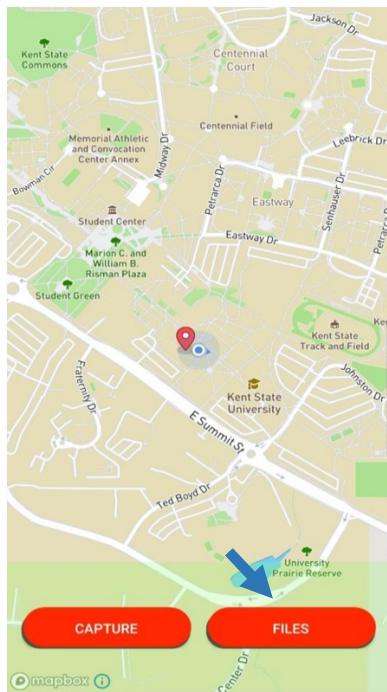 Jackson
Kent State
Commons
Centennial
Court
Centennial Field
Memorial Athletic
and Convocation
Center Annex
Midway Dr
Leebrick Dr
Bowman Cir
Petrarca Dr
Eastway
Senhauser Dr
Student Center
Eastway Dr
Petrarca
Marion C. and
William B.
Risman Plaza
Student Green
Ke
Kent State
Track and Field
Fraternity Dr
Johnston Dr
Kent State
University
E Summit St
Ted Boyd Dr
University
Prairie Reserve
CAPTURE
FILES
Center Dr
mapbox